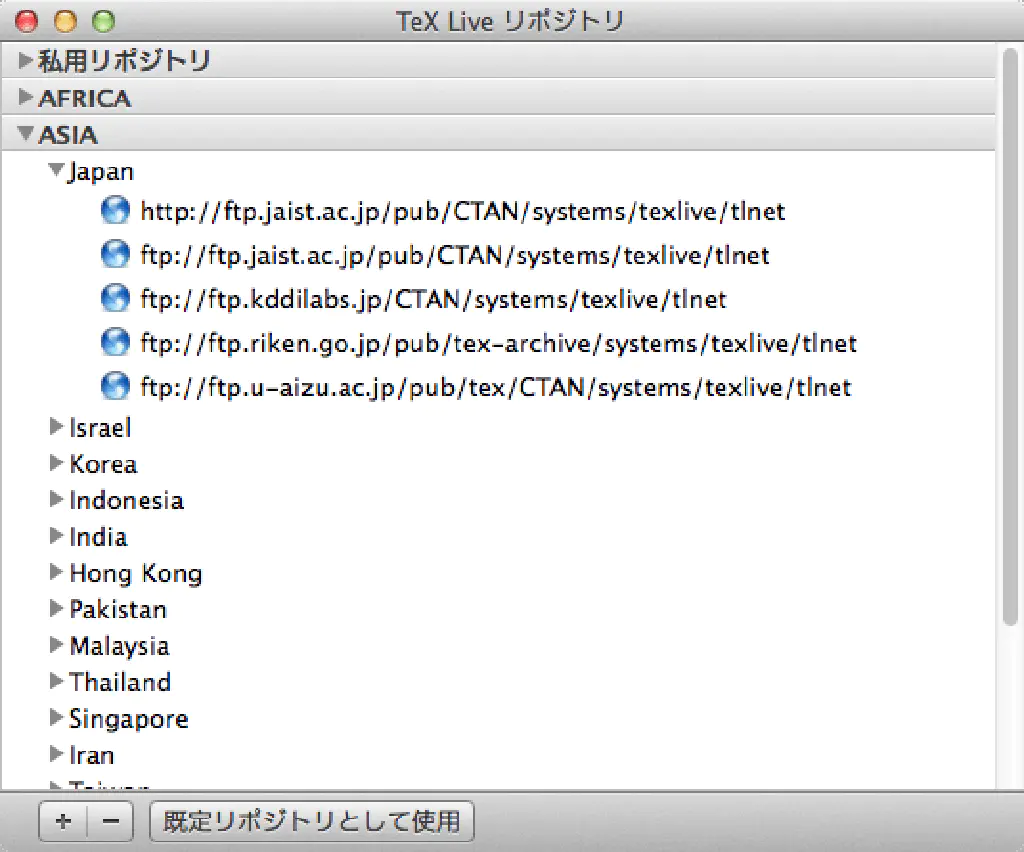 TeX Live リポジトリ
私用リポジトリ
AFRICA
ASIA
Japan
http://ftp.jaist.ac.jp/pub/CTAN/systems/texlive/tlnet
ftp://ftp.jaist.ac.jp/pub/CTAN/systems/texlive/tlnet
ftp://ftp.kddilabs.jp/CTAN/systems/texlive/tlnet
ftp://ftp.riken.go.jp/pub/tex-archive/systems/texlive/tlnet
ftp://ftp.u-aizu.ac.jp/pub/tex/CTAN/systems/texlive/tlnet
Israel
Korea
Indonesia
India
Hong Kong
Pakistan
Malaysia
Thailand
Singapore
Iran
+ −
既定リポジトリとして使用